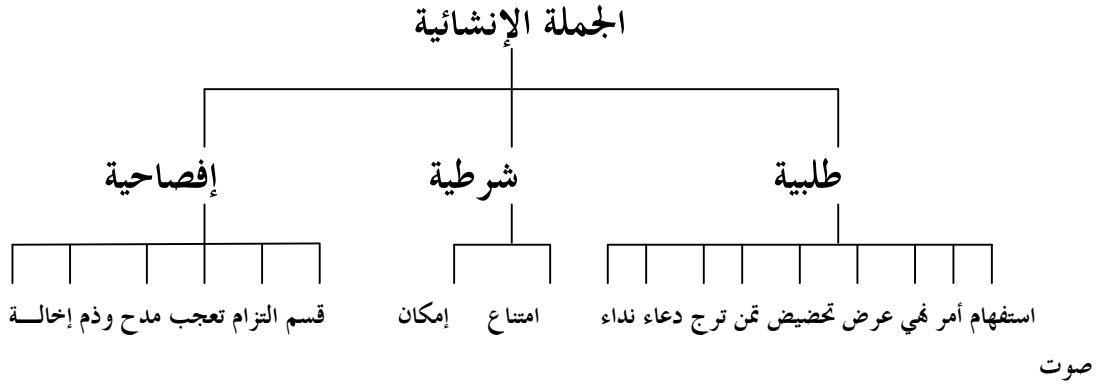 الجملة الإنشائية
طلبية شرطية إفصاحية
استفهام أمر نهي عرض تحضيض تمن ترج دعاء نداء امتناع إمكان قسم التزام تعجب مدح وذم إخالــة
صوت